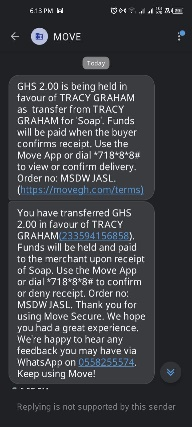 6:13 PM
MOVE
Today
GHS 2.00 is being held in
favour of TRACY GRAHAM
as  transfer from TRACY
GRAHAM for `Soap`. Funds
will be paid when the buyer
confirms receipt. Use the
Move App or dial *718*8*8#
to view or confirm delivery.
Order no: MSDW JASL.
(https://movegh.com/terms)
You have transferred GHS
2.00 in favour of TRACY
GRAHAM(233594156858).
Funds will be held and paid
to the merchant upon receipt
of Soap. Use the Move App
or dial *718*8*8# to confirm
or deny receipt. Order no:
MSDW JASL. Thank you for
using Move Secure. We hope
you had a great experience.
We're happy to hear any
feedback you may have via
WhatsApp on 0558255574.
Keep using Move!
Replying is not supported by this sender